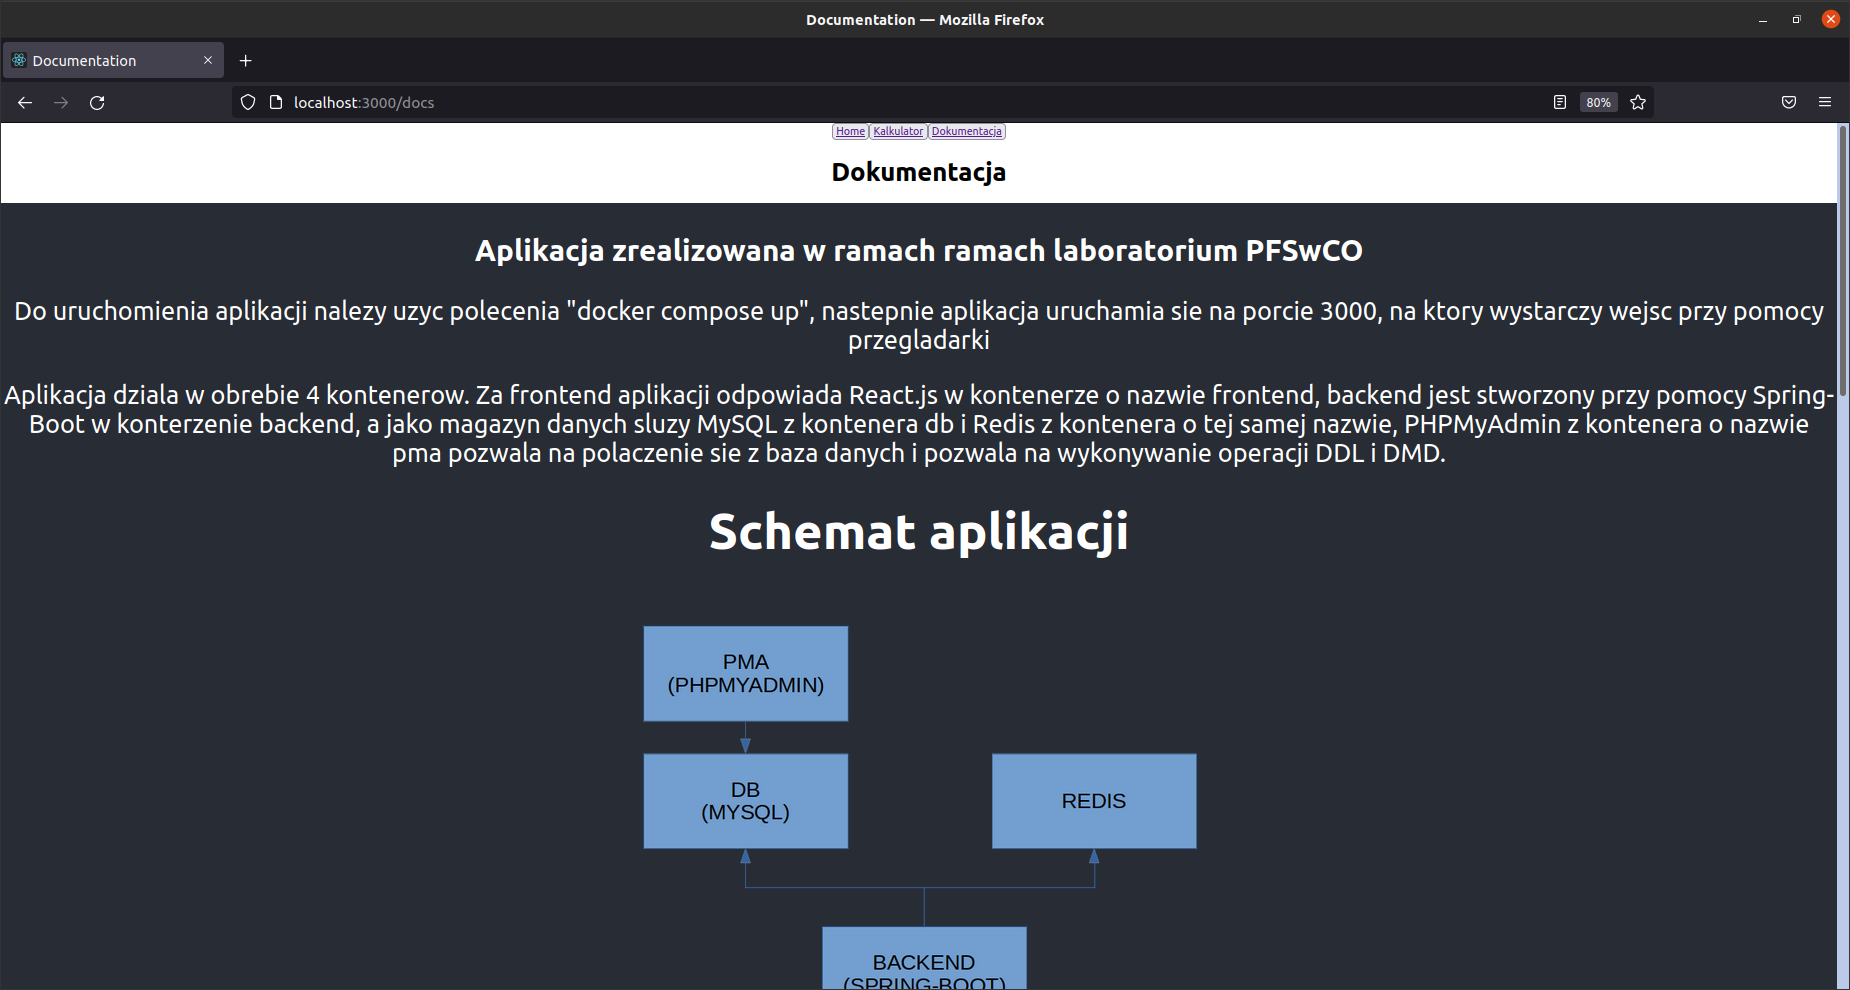 Documentation — Mozilla Firefox
Documentation
localhost:3000/docs
80%
Home Kalkulator Dokumentacja
Dokumentacja
Aplikacja zrealizowana w ramach ramach laboratorium PFSwCO
Do uruchomienia aplikacji nalezy uzyc polecenia "docker compose up", nastepnie aplikacja uruchamia sie na porcie 3000, na ktory wystarczy wejsc przy pomocy
przegladarki
Aplikacja dziala w obrebie 4 kontenerow. Za frontend aplikacji odpowiada React.js w kontenerze o nazwie frontend, backend jest stworzony przy pomocy Spring-
Boot w konterzenie backend, a jako magazyn danych sluzy MySQL z kontenera db i Redis z kontenera o tej samej nazwie, PHPMyAdmin z kontenera o nazwie
pma pozwala na polaczenie sie z baza danych i pozwala na wykonywanie operacji DDL i DMD.
Schemat aplikacji
PMA
(PHPMYADMIN)
DB
(MYSQL)
REDIS
BACKEND
(SPRING-BOOT)